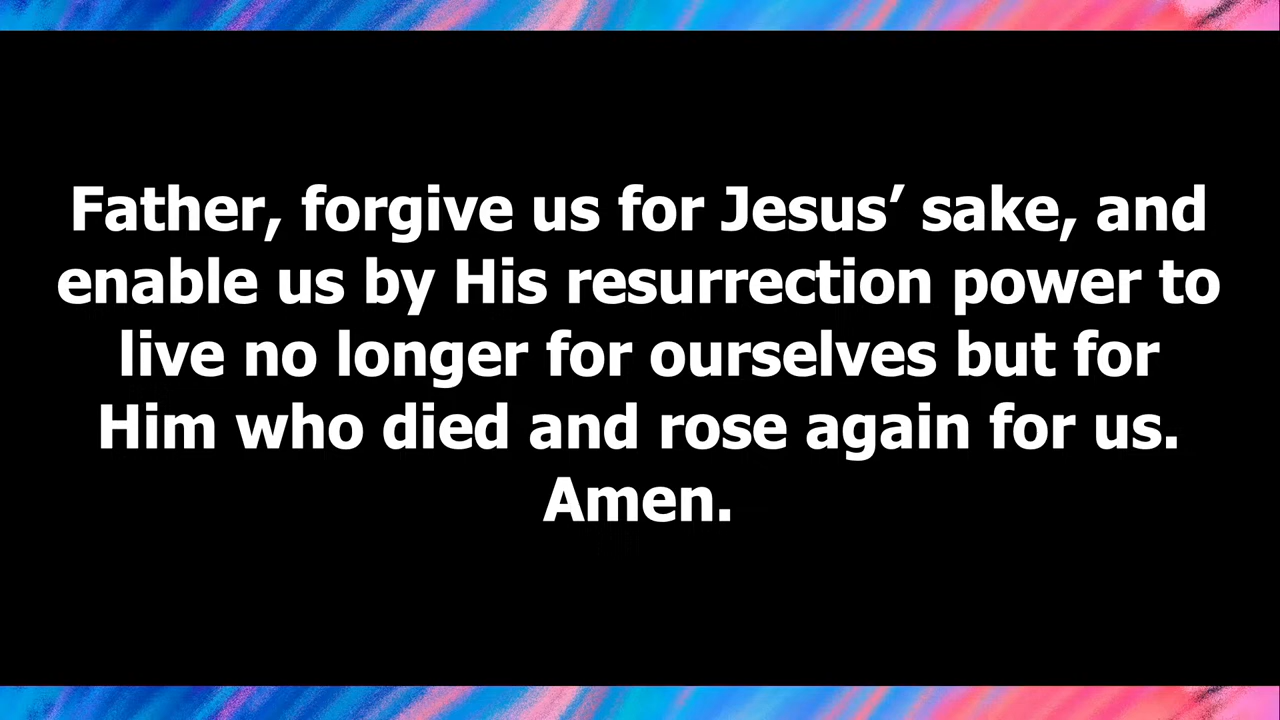 Father, forgive us for Jesus’ sake, and
enable us by His resurrection power to
live no longer for ourselves but for
Him who died and rose again for us.
Amen.